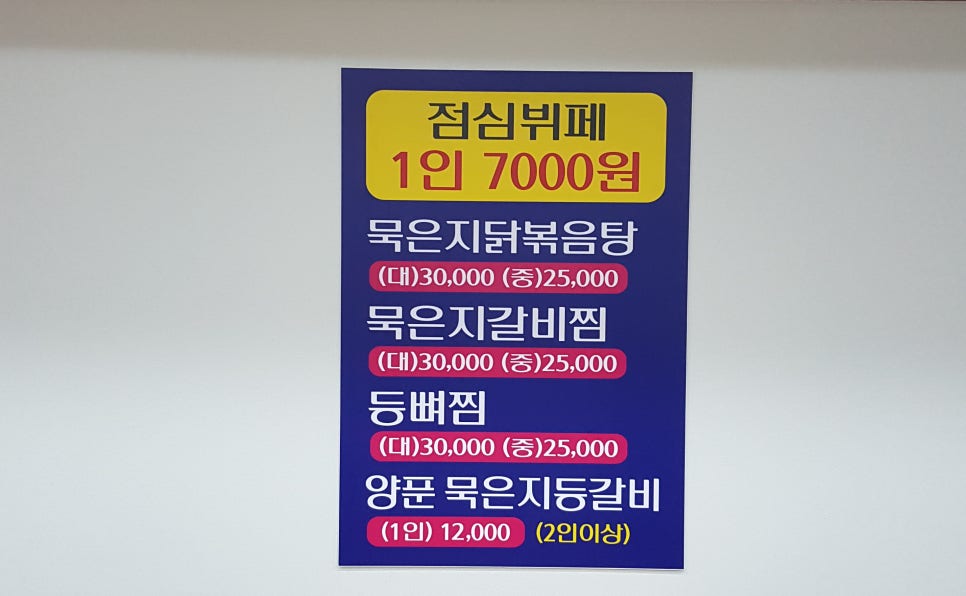 점심뷔페
1인 7000원
묵은지닭볶음탕
(대)30,000 (중)25,000
묵은지갈비찜
(대)30,000 (중)25,000
등뼈찜
(대)30,000 (중)25,000
양푼 묵은지등갈비
(1인) 12,000 (2인이상)